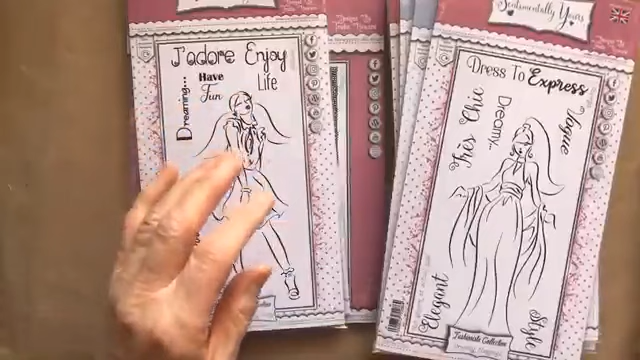 J'adore Enjoy
Life
Have
Fun
Dreaming...
Sentimentally Yours
Dress To Express
Très Chic
Dreamy.
Vogue
Elegant
Style
Fashionista Collection